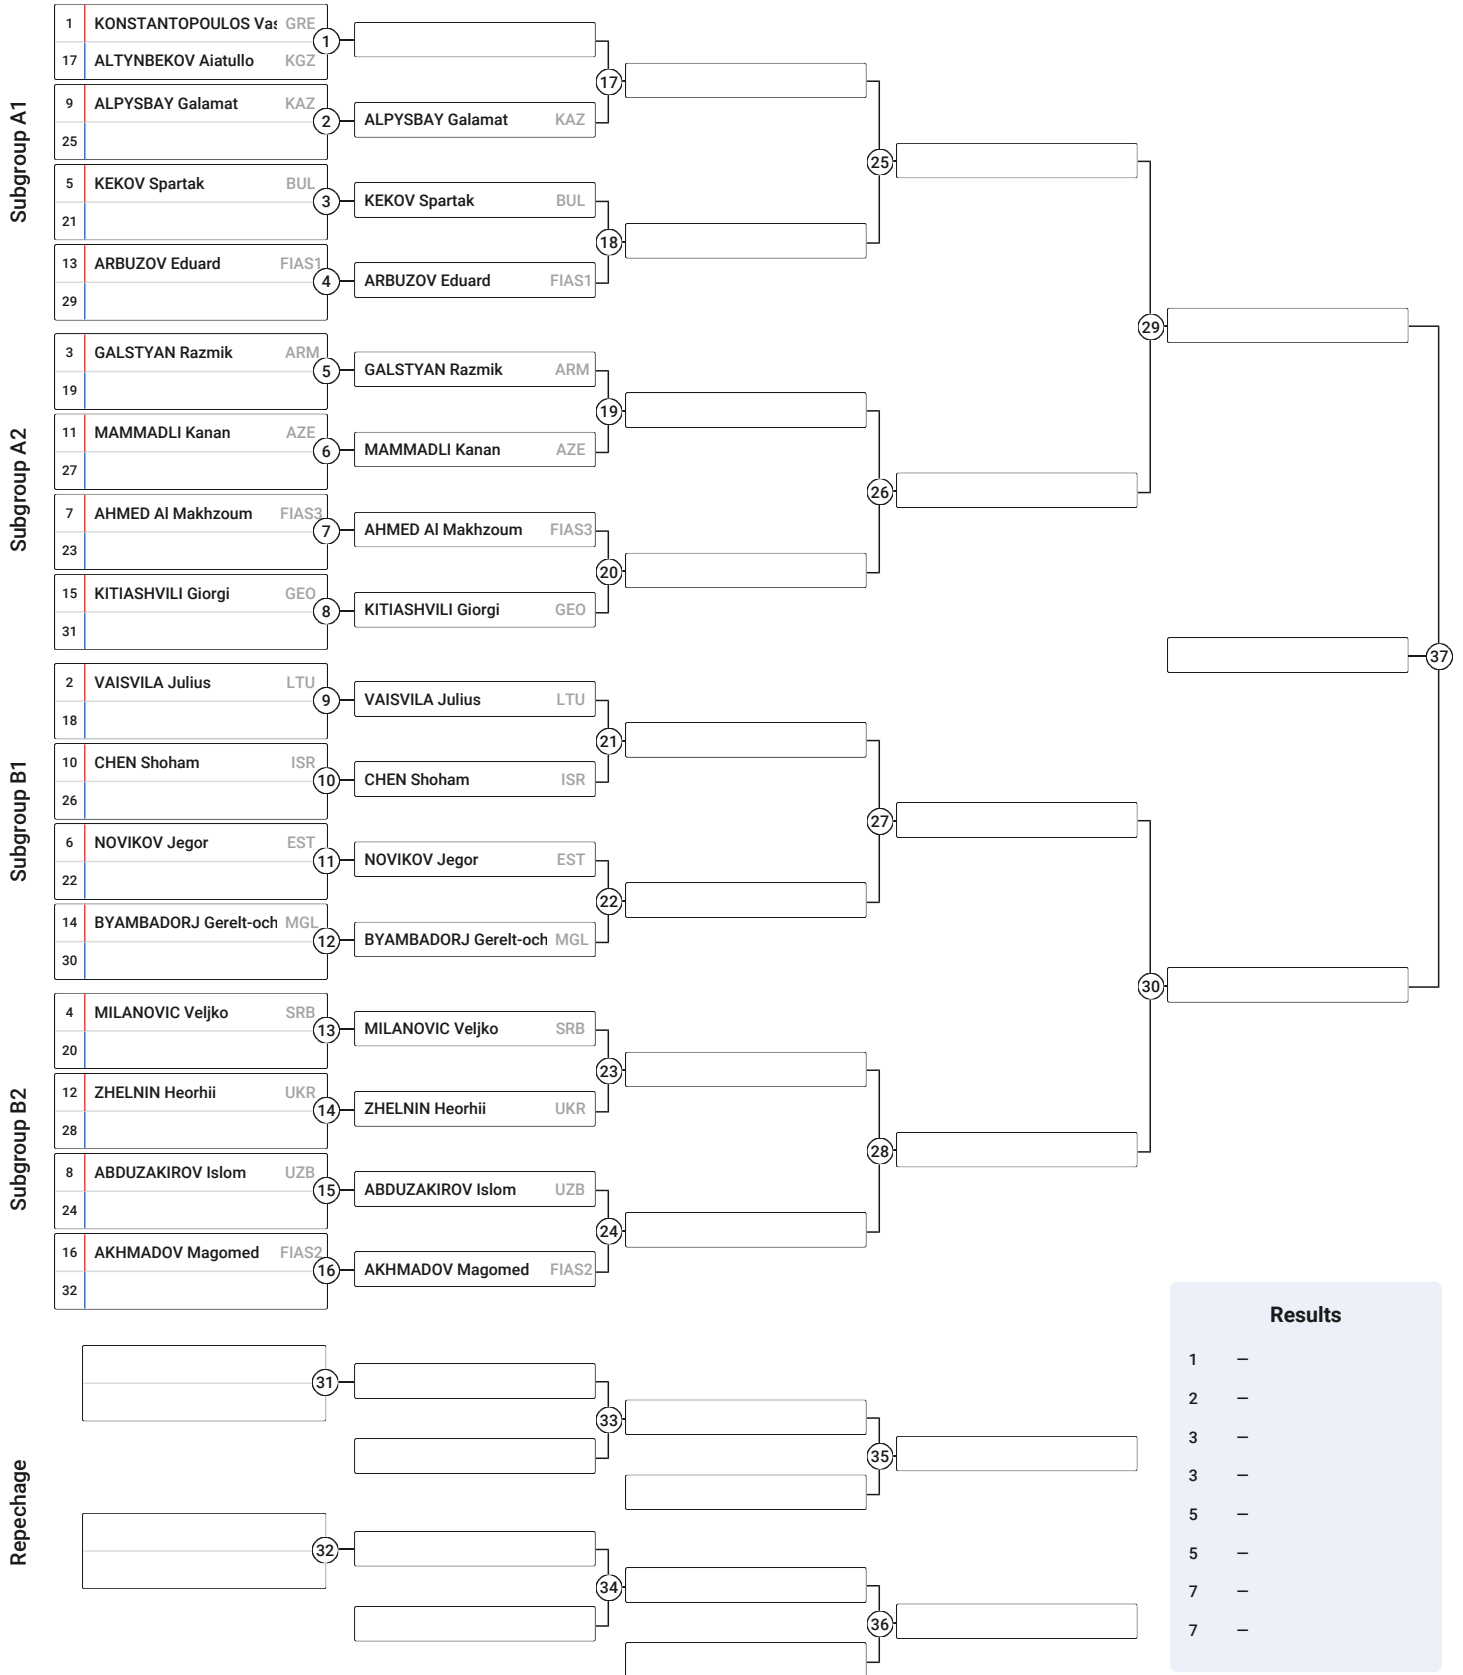 Subgroup A1
1 KONSTANTOPOULOS Vas GRE
17 ALTYNBEKOV Aiatullo KGZ
1
9 ALPYSBAY Galamat KAZ
25
2
ALPYSBAY Galamat KAZ
17
5 KEKOV Spartak BUL
21
3
KEKOV Spartak BUL
13 ARBUZOV Eduard FIAS1
29
4
ARBUZOV Eduard FIAS1
18
25
Subgroup A2
3 GALSTYAN Razmik ARM
19
5
GALSTYAN Razmik ARM
11 MAMMADLI Kanan AZE
27
6
MAMMADLI Kanan AZE
19
7 AHMED Al Makhzoum FIAS3
23
7
AHMED Al Makhzoum FIAS3
15 KITIASHVILI Giorgi GEO
31
8
KITIASHVILI Giorgi GEO
20
26
29
Subgroup B1
2 VAISVILA Julius LTU
18
9
VAISVILA Julius LTU
10 CHEN Shoham ISR
26
10
CHEN Shoham ISR
21
6 NOVIKOV Jegor EST
22
11
NOVIKOV Jegor EST
14 BYAMBADORJ Gerelt-och MGL
30
12
BYAMBADORJ Gerelt-och MGL
22
27
Subgroup B2
4 MILANOVIC Veljko SRB
20
13
MILANOVIC Veljko SRB
12 ZHELNIN Heorhii UKR
28
14
ZHELNIN Heorhii UKR
23
8 ABDUZAKIROV Islom UZB
24
15
ABDUZAKIROV Islom UZB
16 AKHMADOV Magomed FIAS2
32
16
AKHMADOV Magomed FIAS2
24
28
30
37
Repechage
31
33
35
32
34
36
Results
1 –
2 –
3 –
3 –
5 –
5 –
7 –
7 –